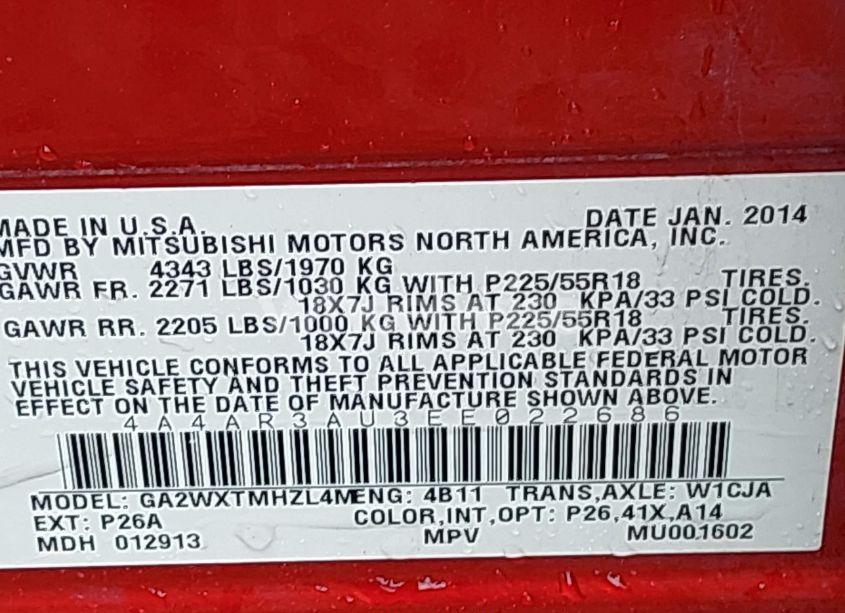 MADE IN U.S.A. DATE JAN. 2014
MFD BY MITSUBISHI MOTORS NORTH AMERICA, INC.
GVWR 4343 LBS/1970 KG
GAWR FR. 2271 LBS/1030 KG WITH P225/55R18 TIRES.
18X7J RIMS AT 230 KPA/33 PSI COLD.
GAWR RR. 2205 LBS/1000 KG WITH P225/55R18 TIRES.
18X7J RIMS AT 230 KPA/33 PSI COLD.
THIS VEHICLE CONFORMS TO ALL APPLICABLE FEDERAL MOTOR
VEHICLE SAFETY AND THEFT PREVENTION STANDARDS IN
EFFECT ON THE DATE OF MANUFACTURE SHOWN ABOVE.
4A4AR3AU3EE022686
MODEL: GA2WXTMHZL4M ENG: 4B11 TRANS,AXLE: W1CJA
EXT: P26A COLOR,INT,OPT: P26,41X,A14
MDH 012913 MPV MU001602